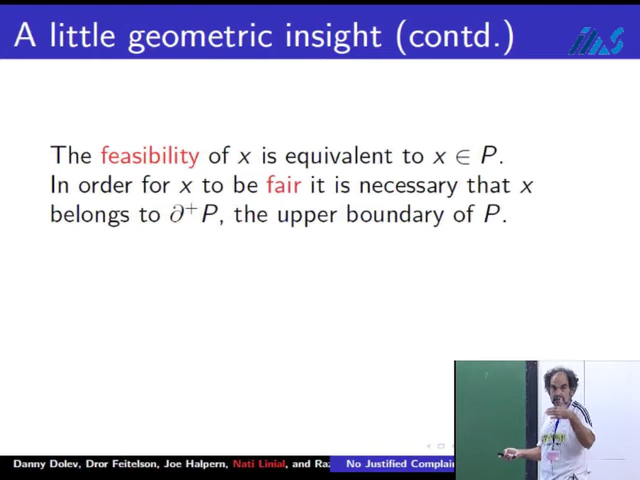 A little geometric insight (contd.)
The feasibility of x is equivalent to x ∈ P.
In order for x to be fair it is necessary that x
belongs to ∂⁺P, the upper boundary of P.
Danny Dolev, Dror Feitelson, Joe Halpern, Nati Linial, and Raz No Justified Complain